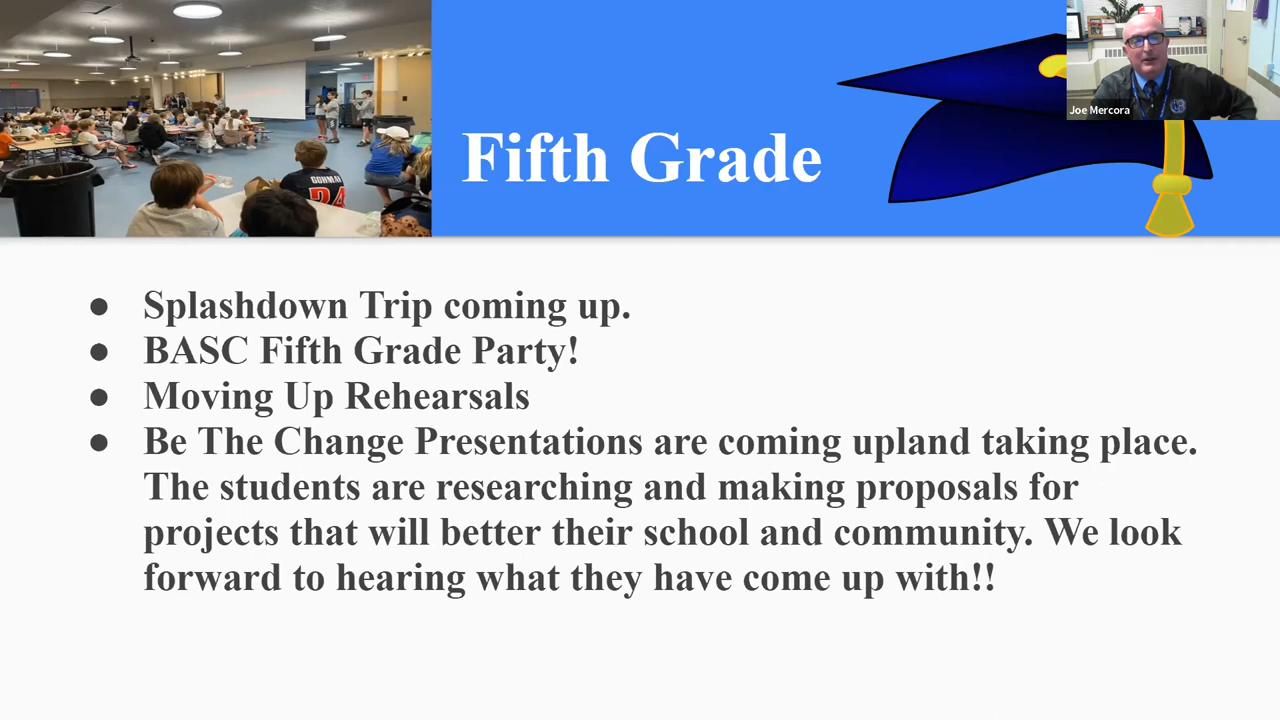 Fifth Grade
Joe Mercora
GORMAN
24
● Splashdown Trip coming up.
● BASC Fifth Grade Party!
● Moving Up Rehearsals
● Be The Change Presentations are coming upland taking place.
The students are researching and making proposals for
projects that will better their school and community. We look
forward to hearing what they have come up with!!